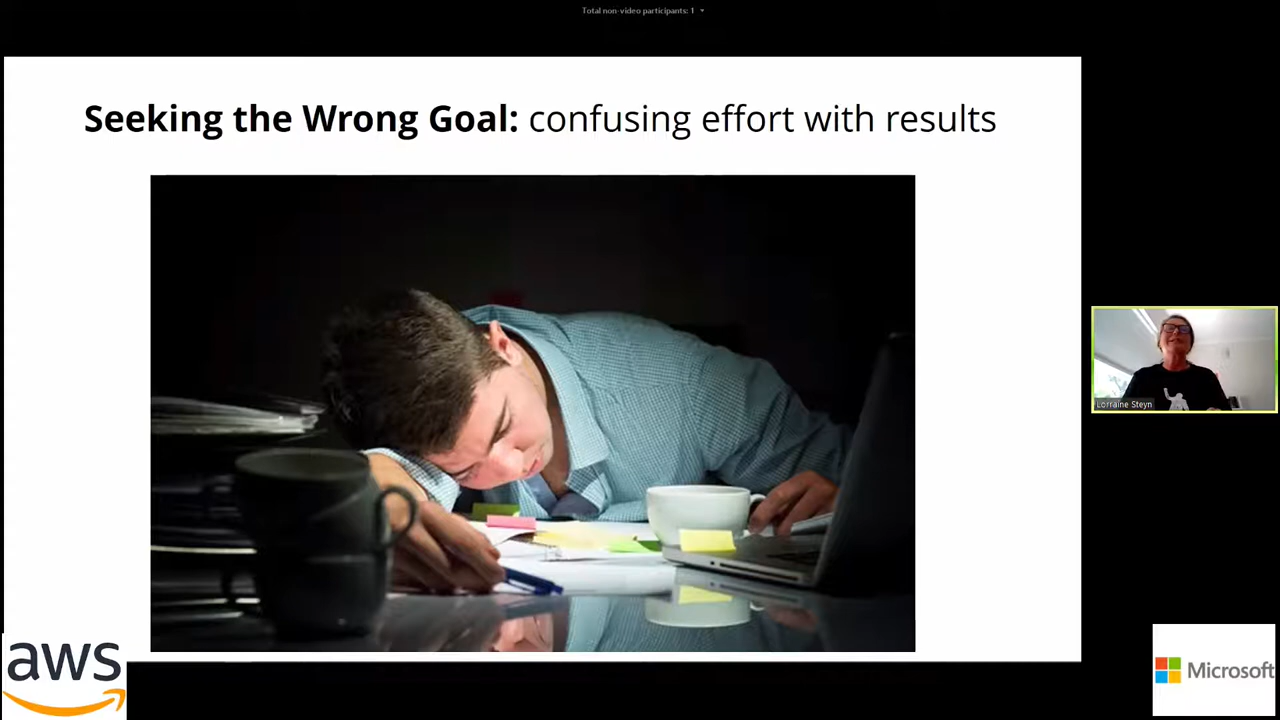 Total non-video participants: 1
Seeking the Wrong Goal: confusing effort with results
Lorraine Steyn
aws
Microsoft